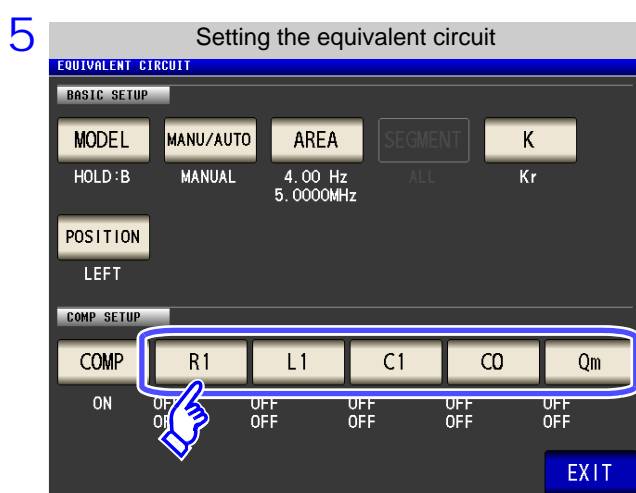 5
Setting the equivalent circuit
EQUIVALENT CIRCUIT
BASIC SETUP
MODEL MANU/AUTO AREA SEGMENT K
HOLD:B MANUAL 4.00 Hz ALL Kr
5.0000MHz
POSITION
LEFT
COMP SETUP
COMP R1 L1 C1 C0 Qm
ON OFF OFF OFF OFF OFF
OFF OFF OFF OFF OFF
EXIT